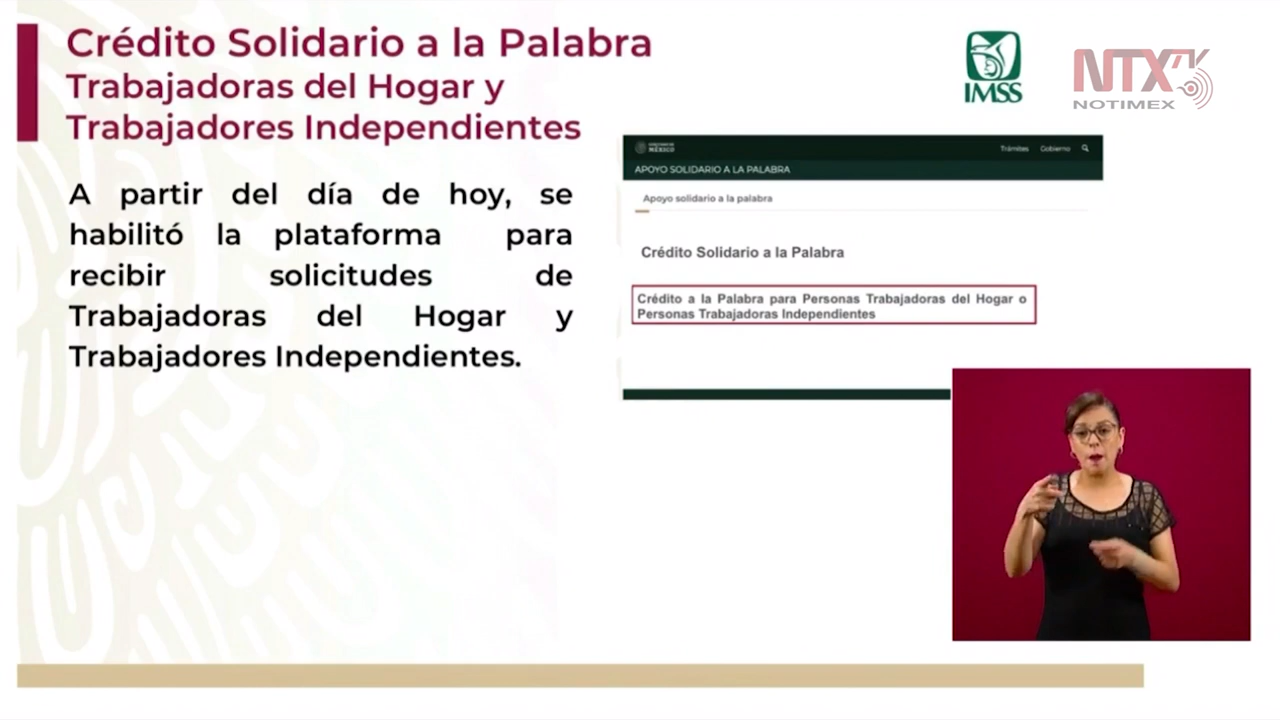 Crédito Solidario a la Palabra
Trabajadoras del Hogar y
Trabajadores Independientes
IMSS
NTX
NOTIMEX
A partir del día de hoy, se
habilitó la plataforma para
recibir solicitudes de
Trabajadoras del Hogar y
Trabajadores Independientes.
MÉXICO
Trámites Gobierno
APOYO SOLIDARIO A LA PALABRA
Apoyo solidario a la palabra
Crédito Solidario a la Palabra
Crédito a la Palabra para Personas Trabajadoras del Hogar o
Personas Trabajadoras Independientes